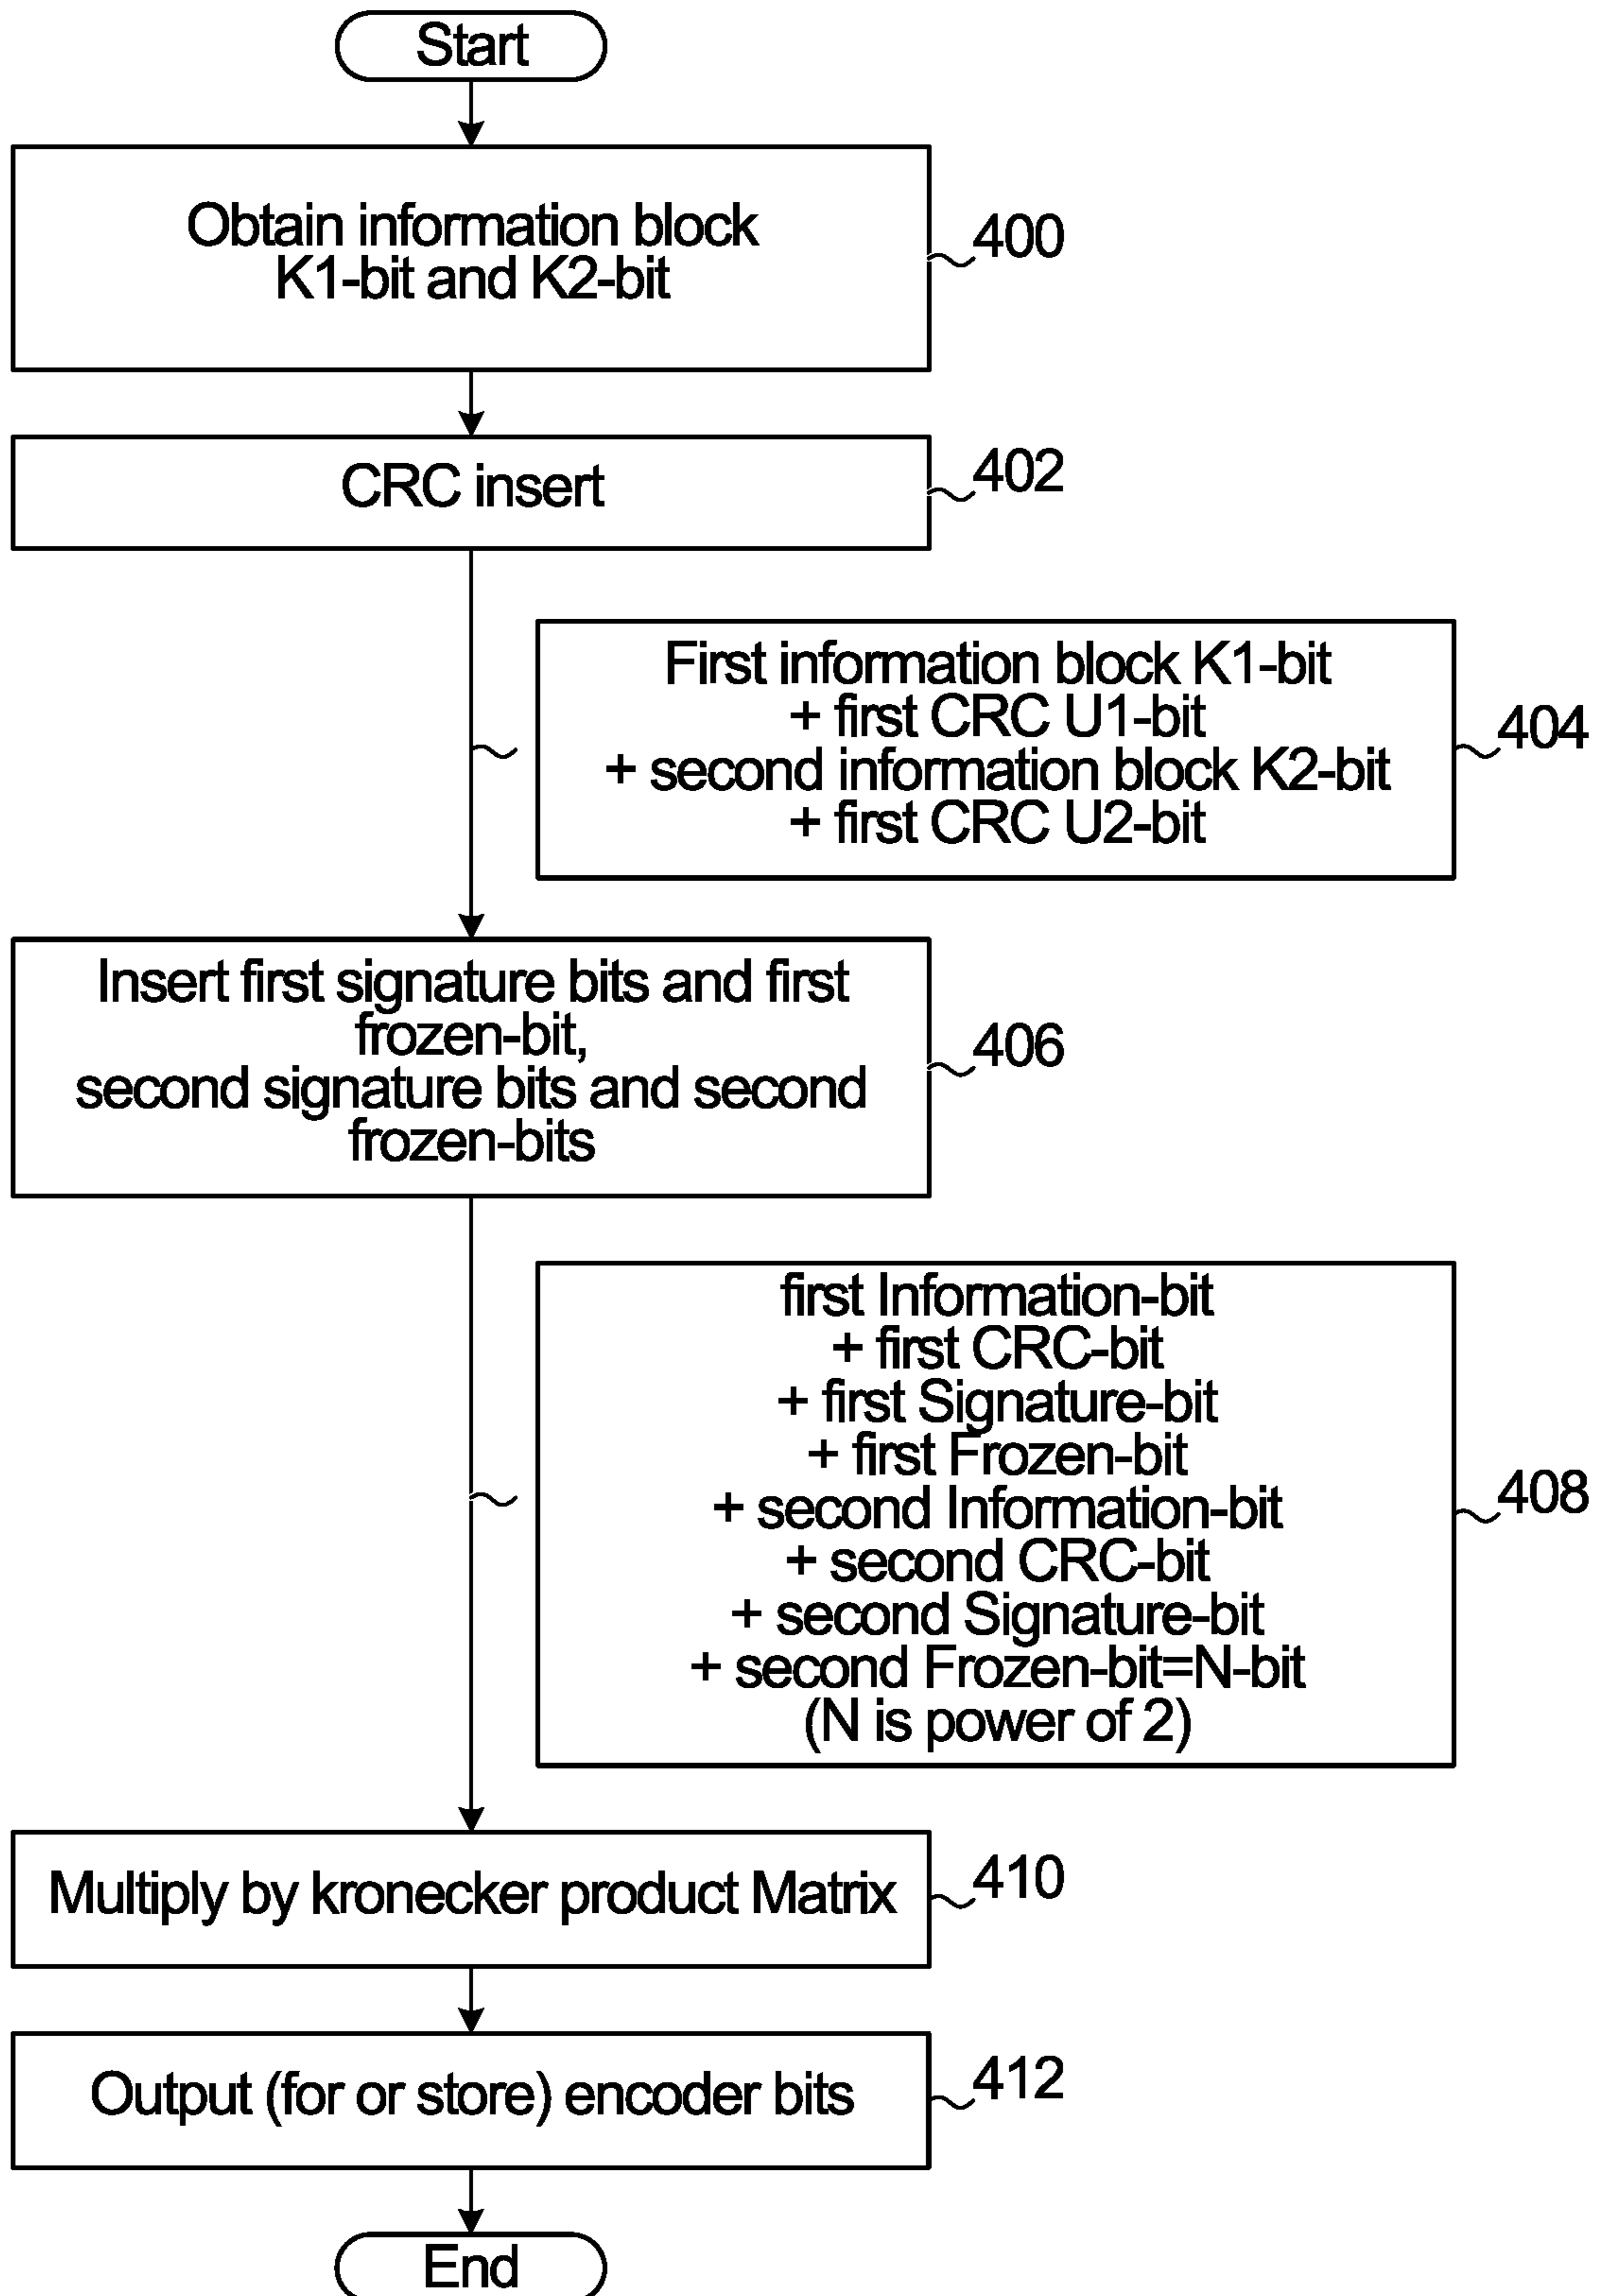 Start
Obtain information block
K1-bit and K2-bit
400
CRC insert
402
First information block K1-bit
+ first CRC U1-bit
+ second information block K2-bit
+ first CRC U2-bit
404
Insert first signature bits and first
frozen-bit,
second signature bits and second
frozen-bits
406
first Information-bit
+ first CRC-bit
+ first Signature-bit
+ first Frozen-bit
+ second Information-bit
+ second CRC-bit
+ second Signature-bit
+ second Frozen-bit=N-bit
(N is power of 2)
408
Multiply by kronecker product Matrix
410
Output (for or store) encoder bits
412
End